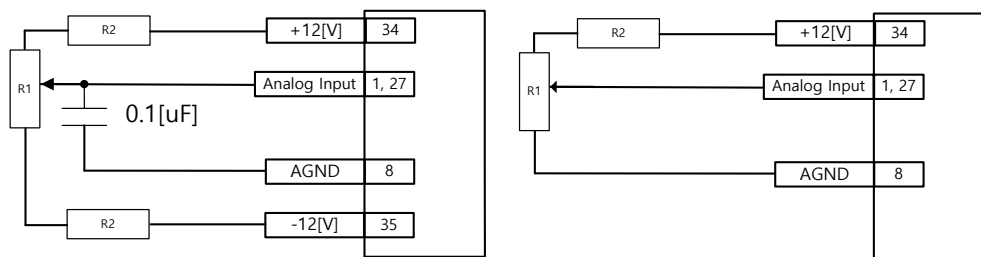 R2
+12[V]
34
R1
Analog Input
1, 27
0.1[uF]
AGND
8
R2
-12[V]
35
R2
+12[V]
34
R1
Analog Input
1, 27
AGND
8